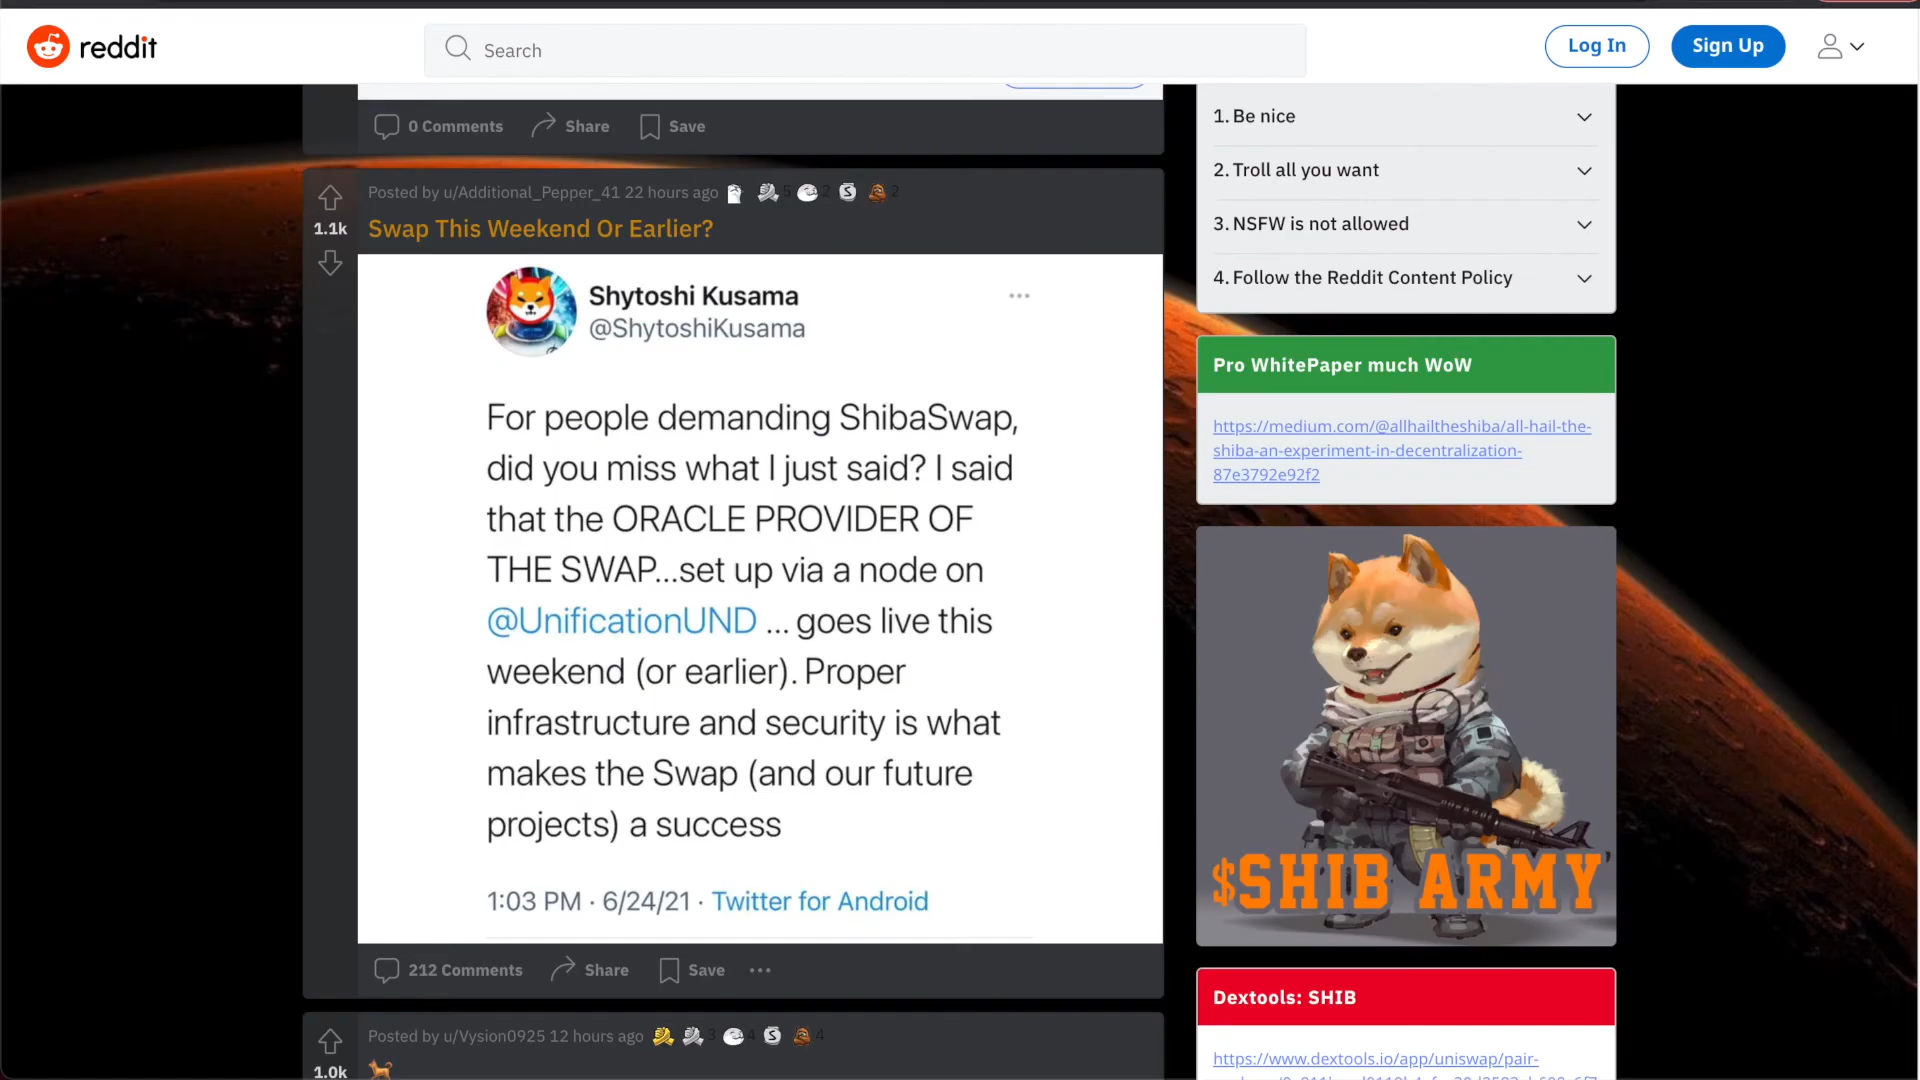 reddit
Search
Log In
Sign Up
0 Comments
Share
Save
Posted by u/Additional_Pepper_41 22 hours ago
5
2
2
1.1k
Swap This Weekend Or Earlier?
Shytoshi Kusama
@ShytoshiKusama
For people demanding ShibaSwap,
did you miss what I just said? I said
that the ORACLE PROVIDER OF
THE SWAP...set up via a node on
@UnificationUND ... goes live this
weekend (or earlier). Proper
infrastructure and security is what
makes the Swap (and our future
projects) a success
1:03 PM · 6/24/21 · Twitter for Android
212 Comments
Share
Save
Posted by u/Vysion0925 12 hours ago
3
4
4
1.0k
1. Be nice
2. Troll all you want
3. NSFW is not allowed
4. Follow the Reddit Content Policy
Pro WhitePaper much WoW
https://medium.com/@allhailtheshiba/all-hail-the-
shiba-an-experiment-in-decentralization-
87e3792e92f2
$SHIB ARMY
Dextools: SHIB
https://www.dextools.io/app/uniswap/pair-